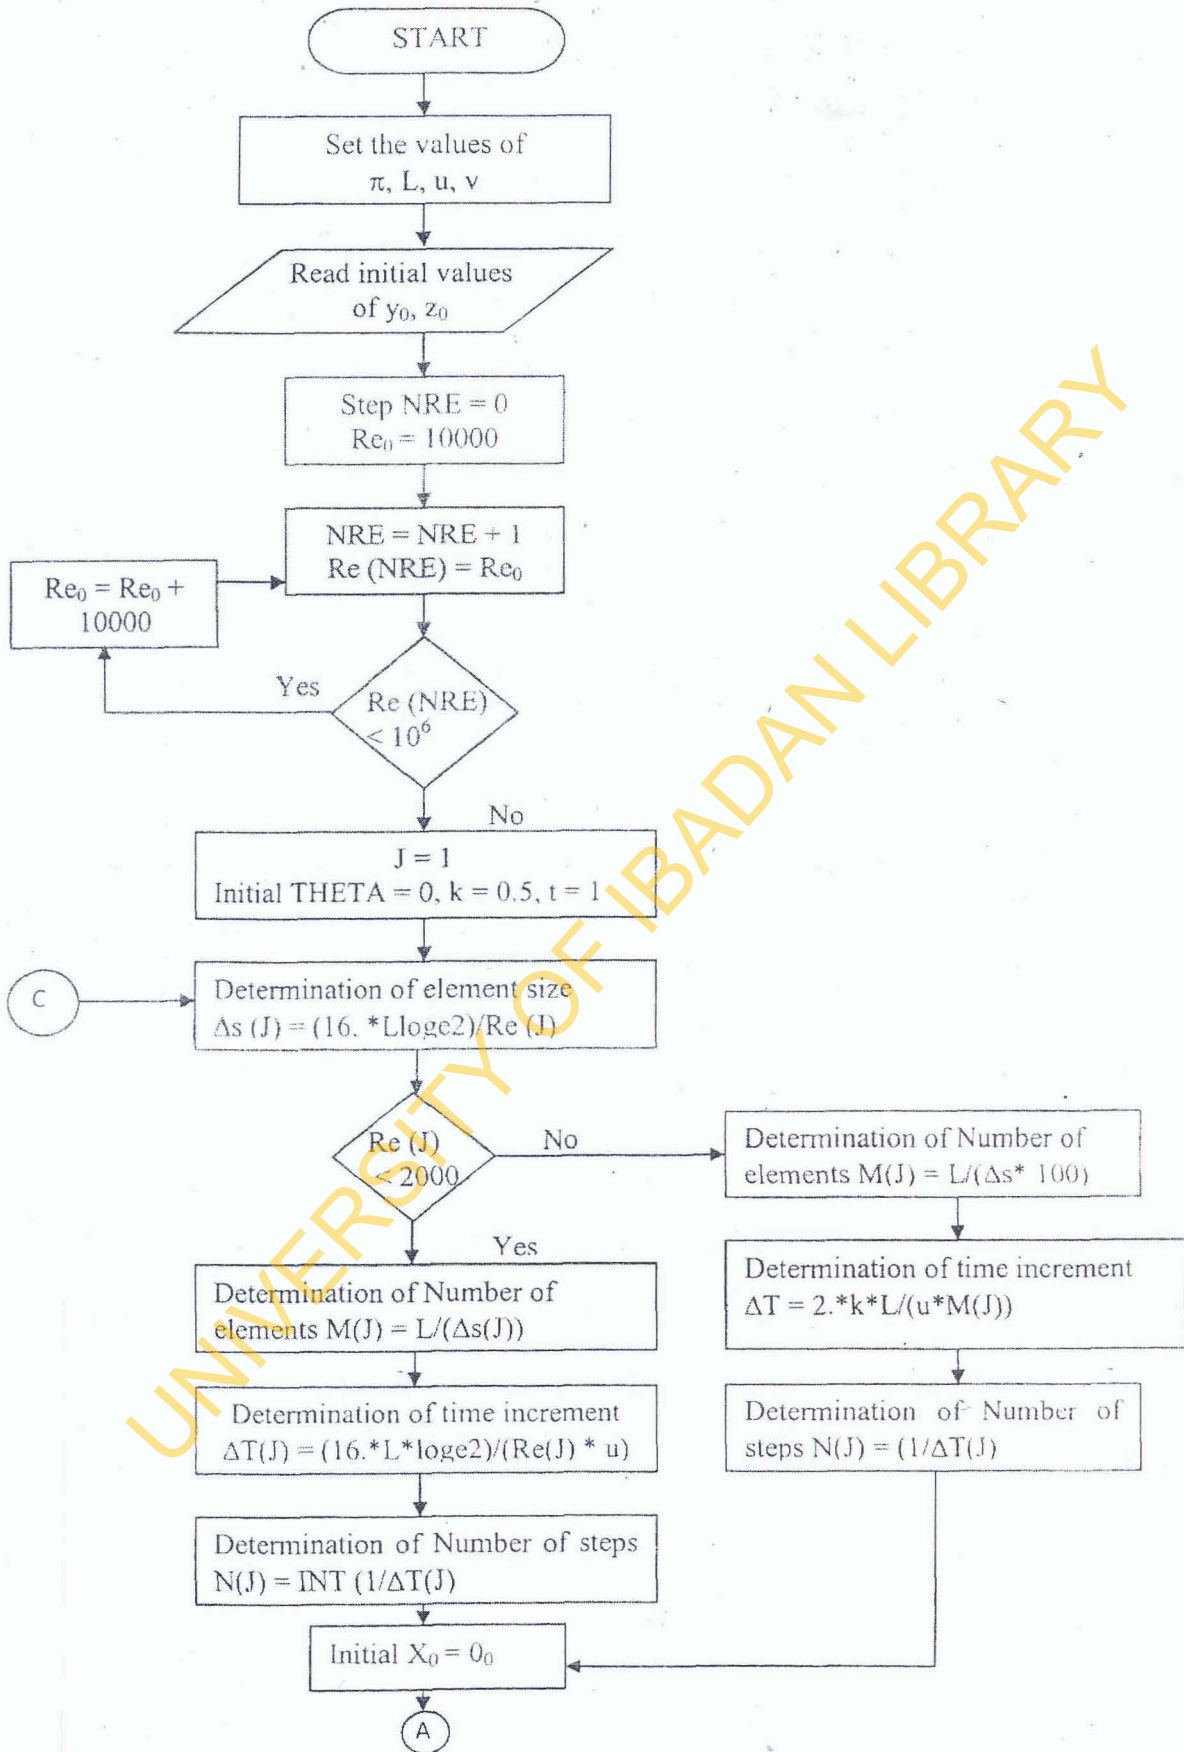 START
Set the values of
π, L, u, v
Read initial values
of y₀, z₀
Step NRE = 0
Re₀ = 10000
NRE = NRE + 1
Re (NRE) = Re₀
Re₀ = Re₀ +
10000
Yes
Re (NRE)
< 10⁶
No
J = 1
Initial THETA = 0, k = 0.5, t = 1
C
Determination of element size
Δs (J) = (16. *Lloge2)/Re (J)
Re (J)
< 2000
No
Determination of Number of
elements M(J) = L/(Δs* 100)
Yes
Determination of time increment
ΔT = 2.*k*L/(u*M(J))
Determination of Number of
elements M(J) = L/(Δs(J))
Determination of time increment
ΔT(J) = (16.*L*loge2)/(Re(J) * u)
Determination of Number of
steps N(J) = (1/ΔT(J)
Determination of Number of steps
N(J) = INT (1/ΔT(J)
Initial X₀ = 0₀
A
UNIVERSITY OF IBADAN LIBRARY